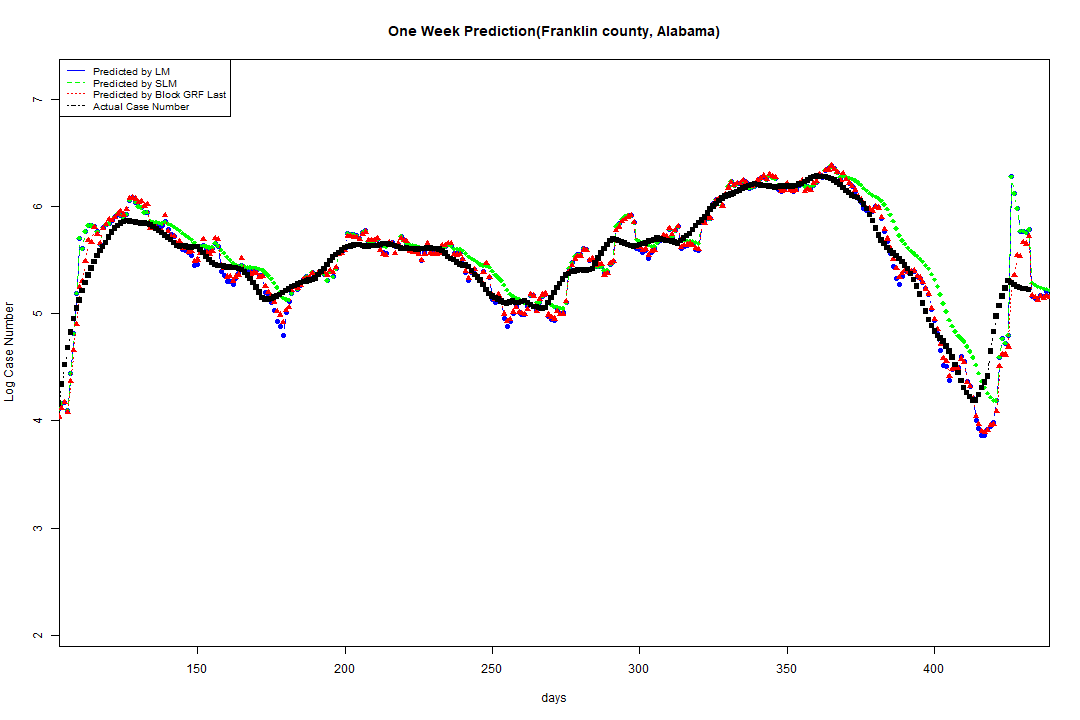 One Week Prediction(Franklin county, Alabama)
Predicted by LM
Predicted by SLM
Predicted by Block GRF Last
Actual Case Number
7
6
5
4
3
2
Log Case Number
150 200 250 300 350 400
days